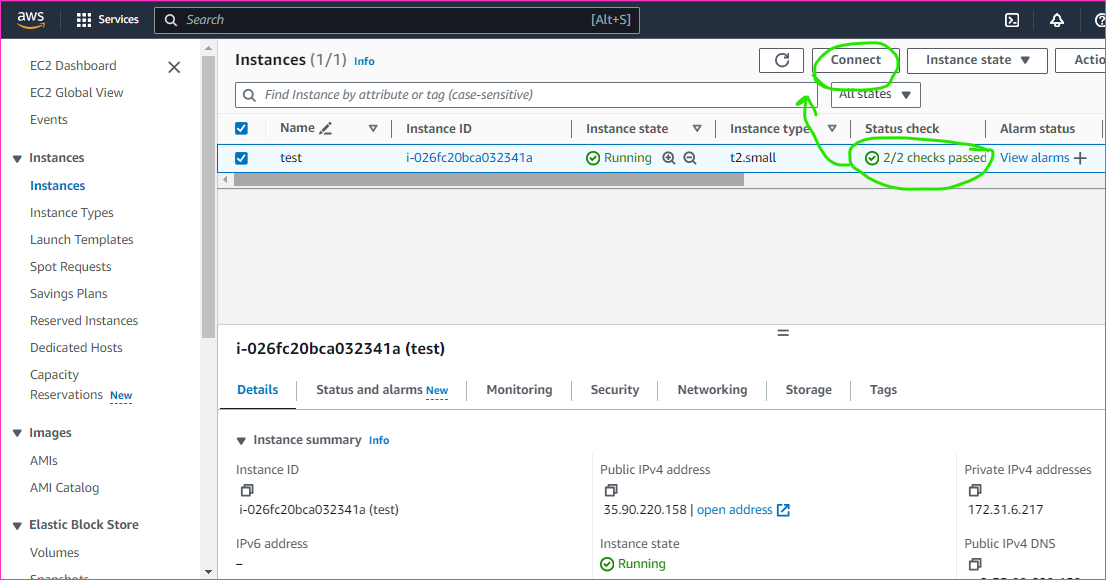 aws Services Search [Alt+S]
EC2 Dashboard
EC2 Global View
Events
Instances
Instances
Instance Types
Launch Templates
Spot Requests
Savings Plans
Reserved Instances
Dedicated Hosts
Capacity
Reservations New
Images
AMIs
AMI Catalog
Elastic Block Store
Volumes
Snapshots
Instances (1/1) Info Connect Instance state Actio
Find Instance by attribute or tag (case-sensitive) All states
Name Instance ID Instance state Instance type Status check Alarm status
test i-026fc20bca032341a Running t2.small 2/2 checks passed View alarms
i-026fc20bca032341a (test)
Details Status and alarms New Monitoring Security Networking Storage Tags
Instance summary Info
Instance ID Public IPv4 address Private IPv4 addresses
i-026fc20bca032341a (test) 35.90.220.158 | open address 172.31.6.217
IPv6 address Instance state Public IPv4 DNS
– Running